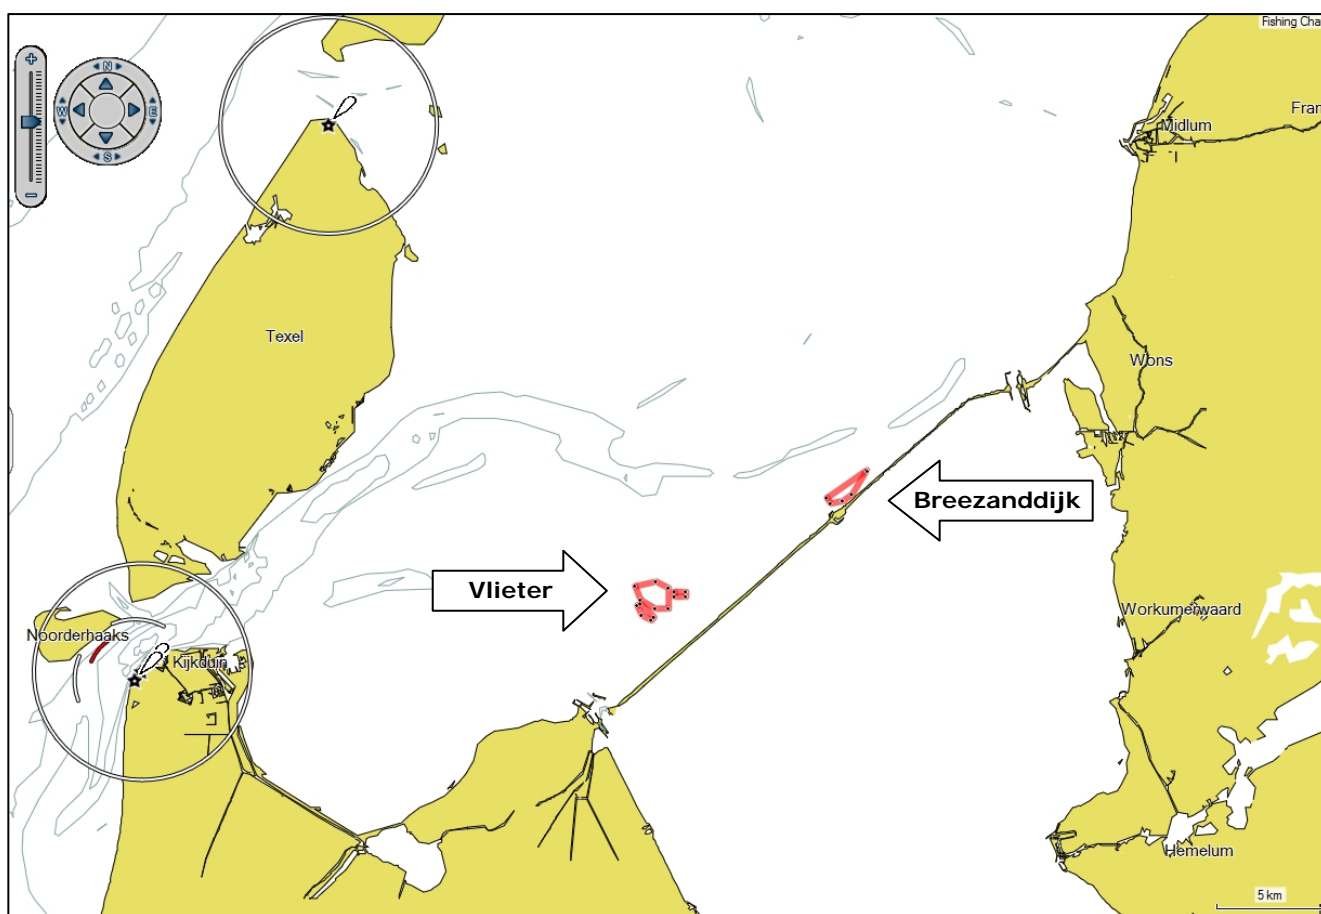 Fishing Cha
+
N
W
E
S
−
Fran
Midlum
Texel
Wons
Breezanddijk
Vlieter
Workumerwaard
Noorderhaaks
Kijkduin
Hemelum
5 km